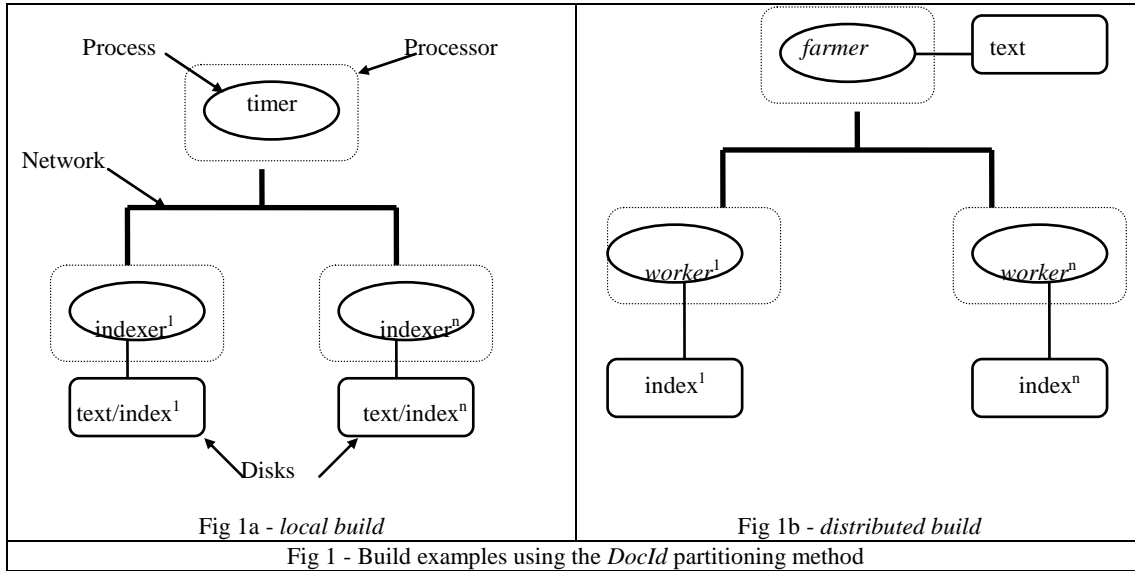 Process
Processor
timer
Network
indexer¹
indexerⁿ
text/index¹
text/indexⁿ
Disks
Fig 1a - local build
farmer
text
worker¹
workerⁿ
index¹
indexⁿ
Fig 1b - distributed build
Fig 1 - Build examples using the DocId partitioning method